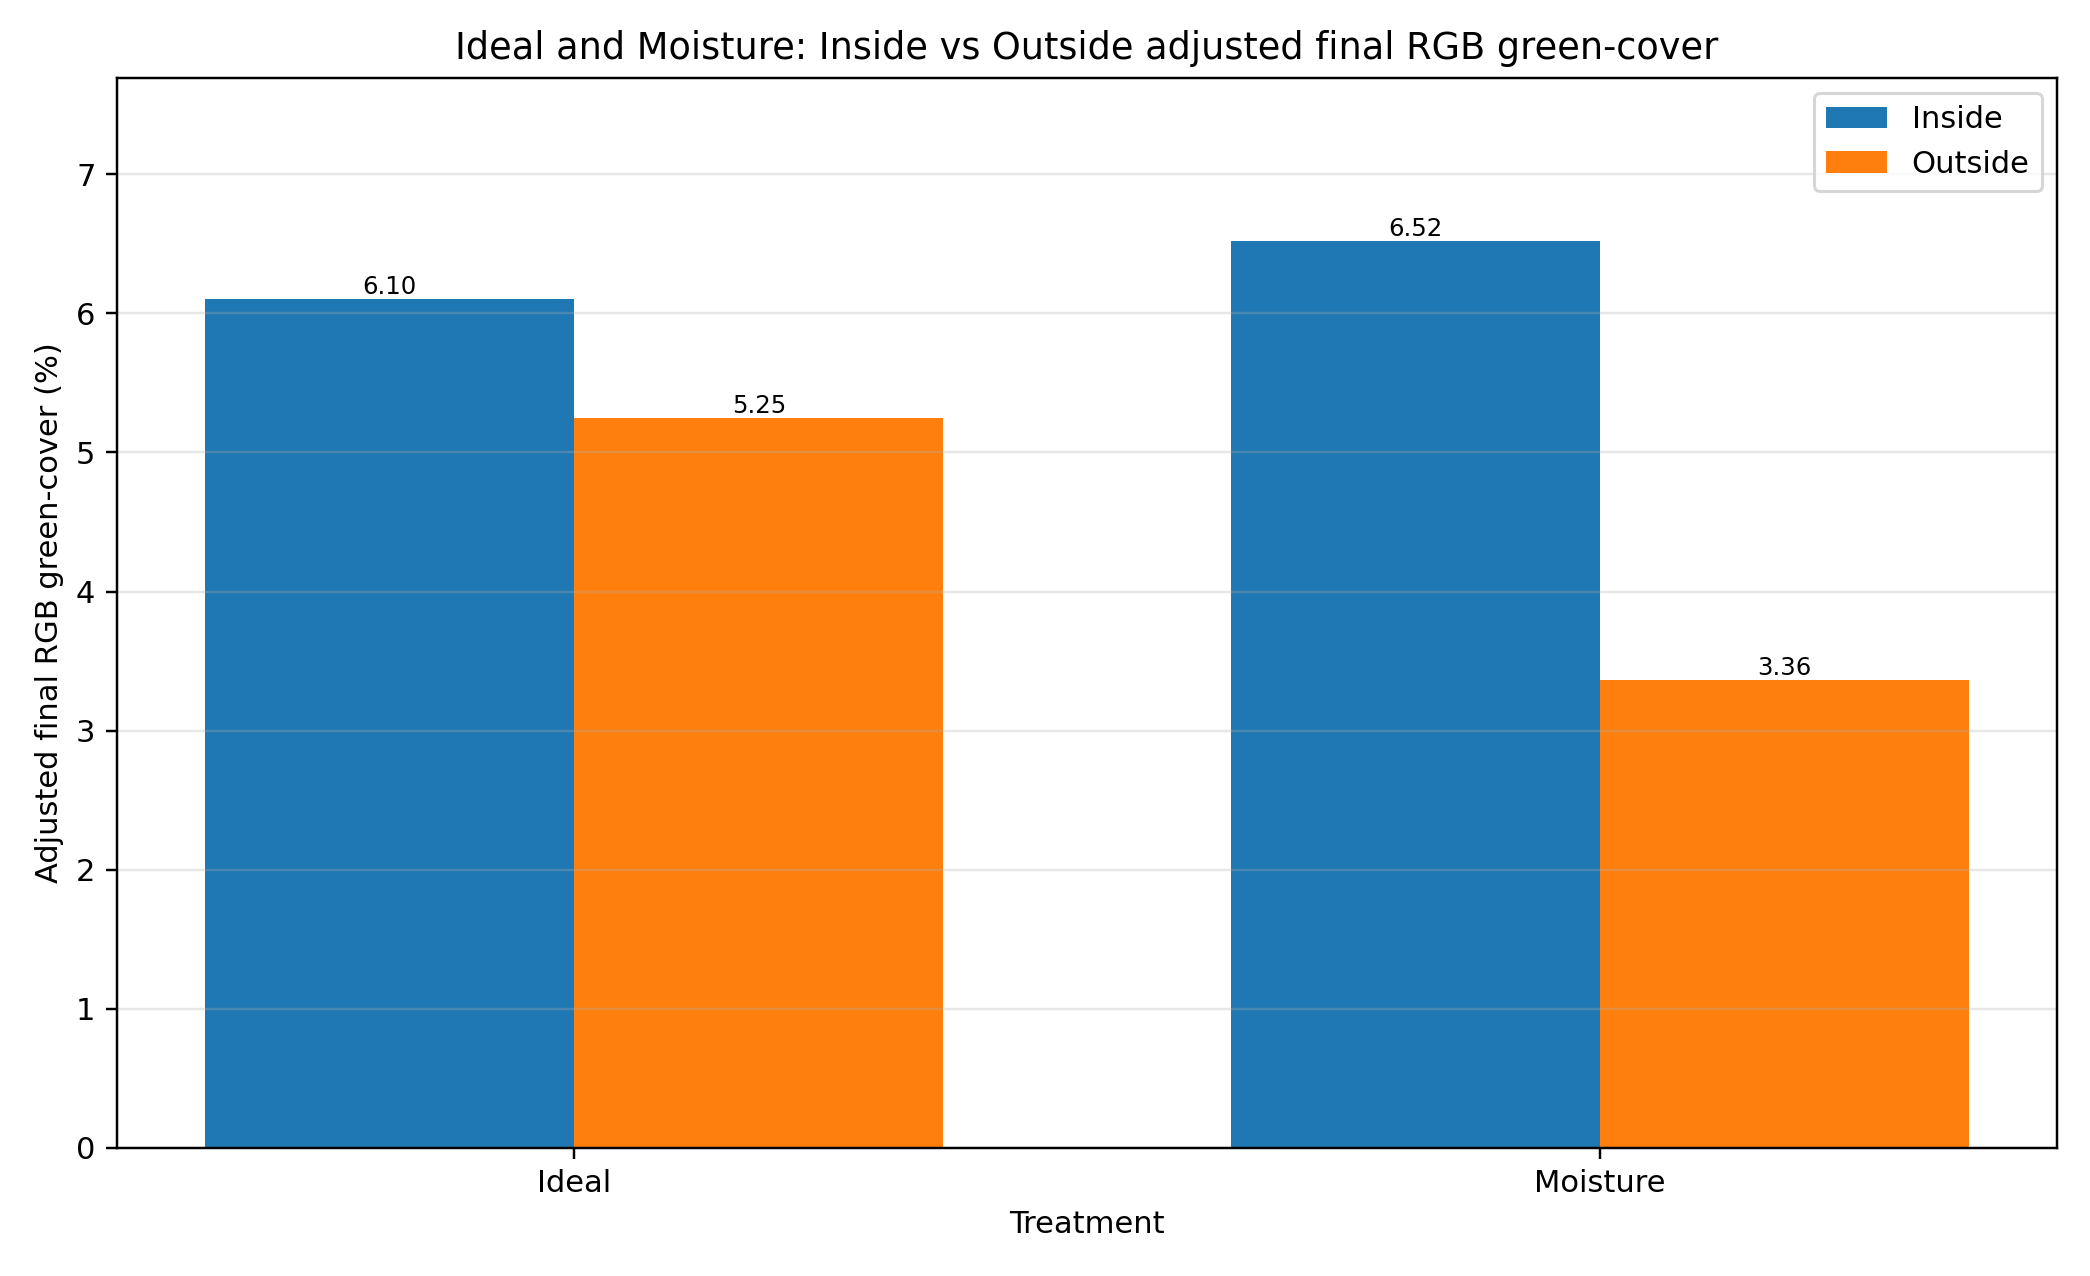 Ideal and Moisture: Inside vs Outside adjusted final RGB green-cover
Inside
Outside
Adjusted final RGB green-cover (%)
7
6
5
4
3
2
1
0
6.10
5.25
6.52
3.36
Ideal
Moisture
Treatment